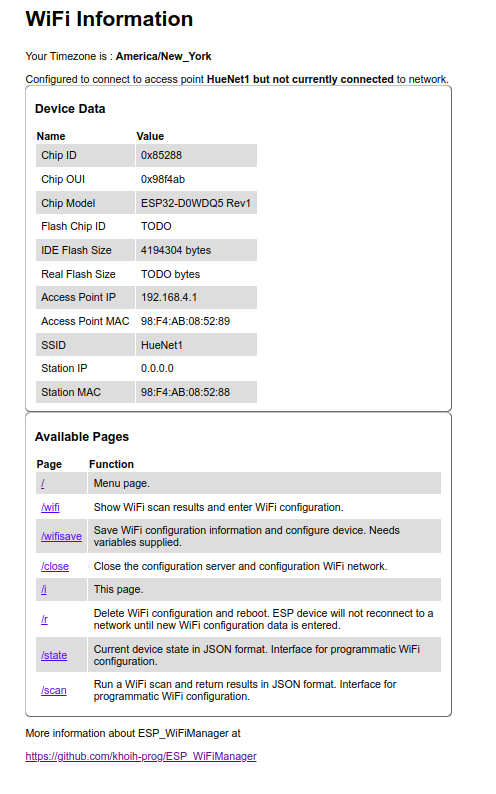 WiFi Information
Your Timezone is : America/New_York
Configured to connect to access point HueNet1 but not currently connected to network.
Device Data
Name Value
Chip ID 0x85288
Chip OUI 0x98f4ab
Chip Model ESP32-D0WDQ5 Rev1
Flash Chip ID TODO
IDE Flash Size 4194304 bytes
Real Flash Size TODO bytes
Access Point IP 192.168.4.1
Access Point MAC 98:F4:AB:08:52:89
SSID HueNet1
Station IP 0.0.0.0
Station MAC 98:F4:AB:08:52:88
Available Pages
Page Function
/ Menu page.
/wifi Show WiFi scan results and enter WiFi configuration.
/wifisave Save WiFi configuration information and configure device. Needs
variables supplied.
/close Close the configuration server and configuration WiFi network.
/i This page.
/r Delete WiFi configuration and reboot. ESP device will not reconnect to a
network until new WiFi configuration data is entered.
/state Current device state in JSON format. Interface for programmatic WiFi
configuration.
/scan Run a WiFi scan and return results in JSON format. Interface for
programmatic WiFi configuration.
More information about ESP_WiFiManager at
https://github.com/khoih-prog/ESP_WiFiManager